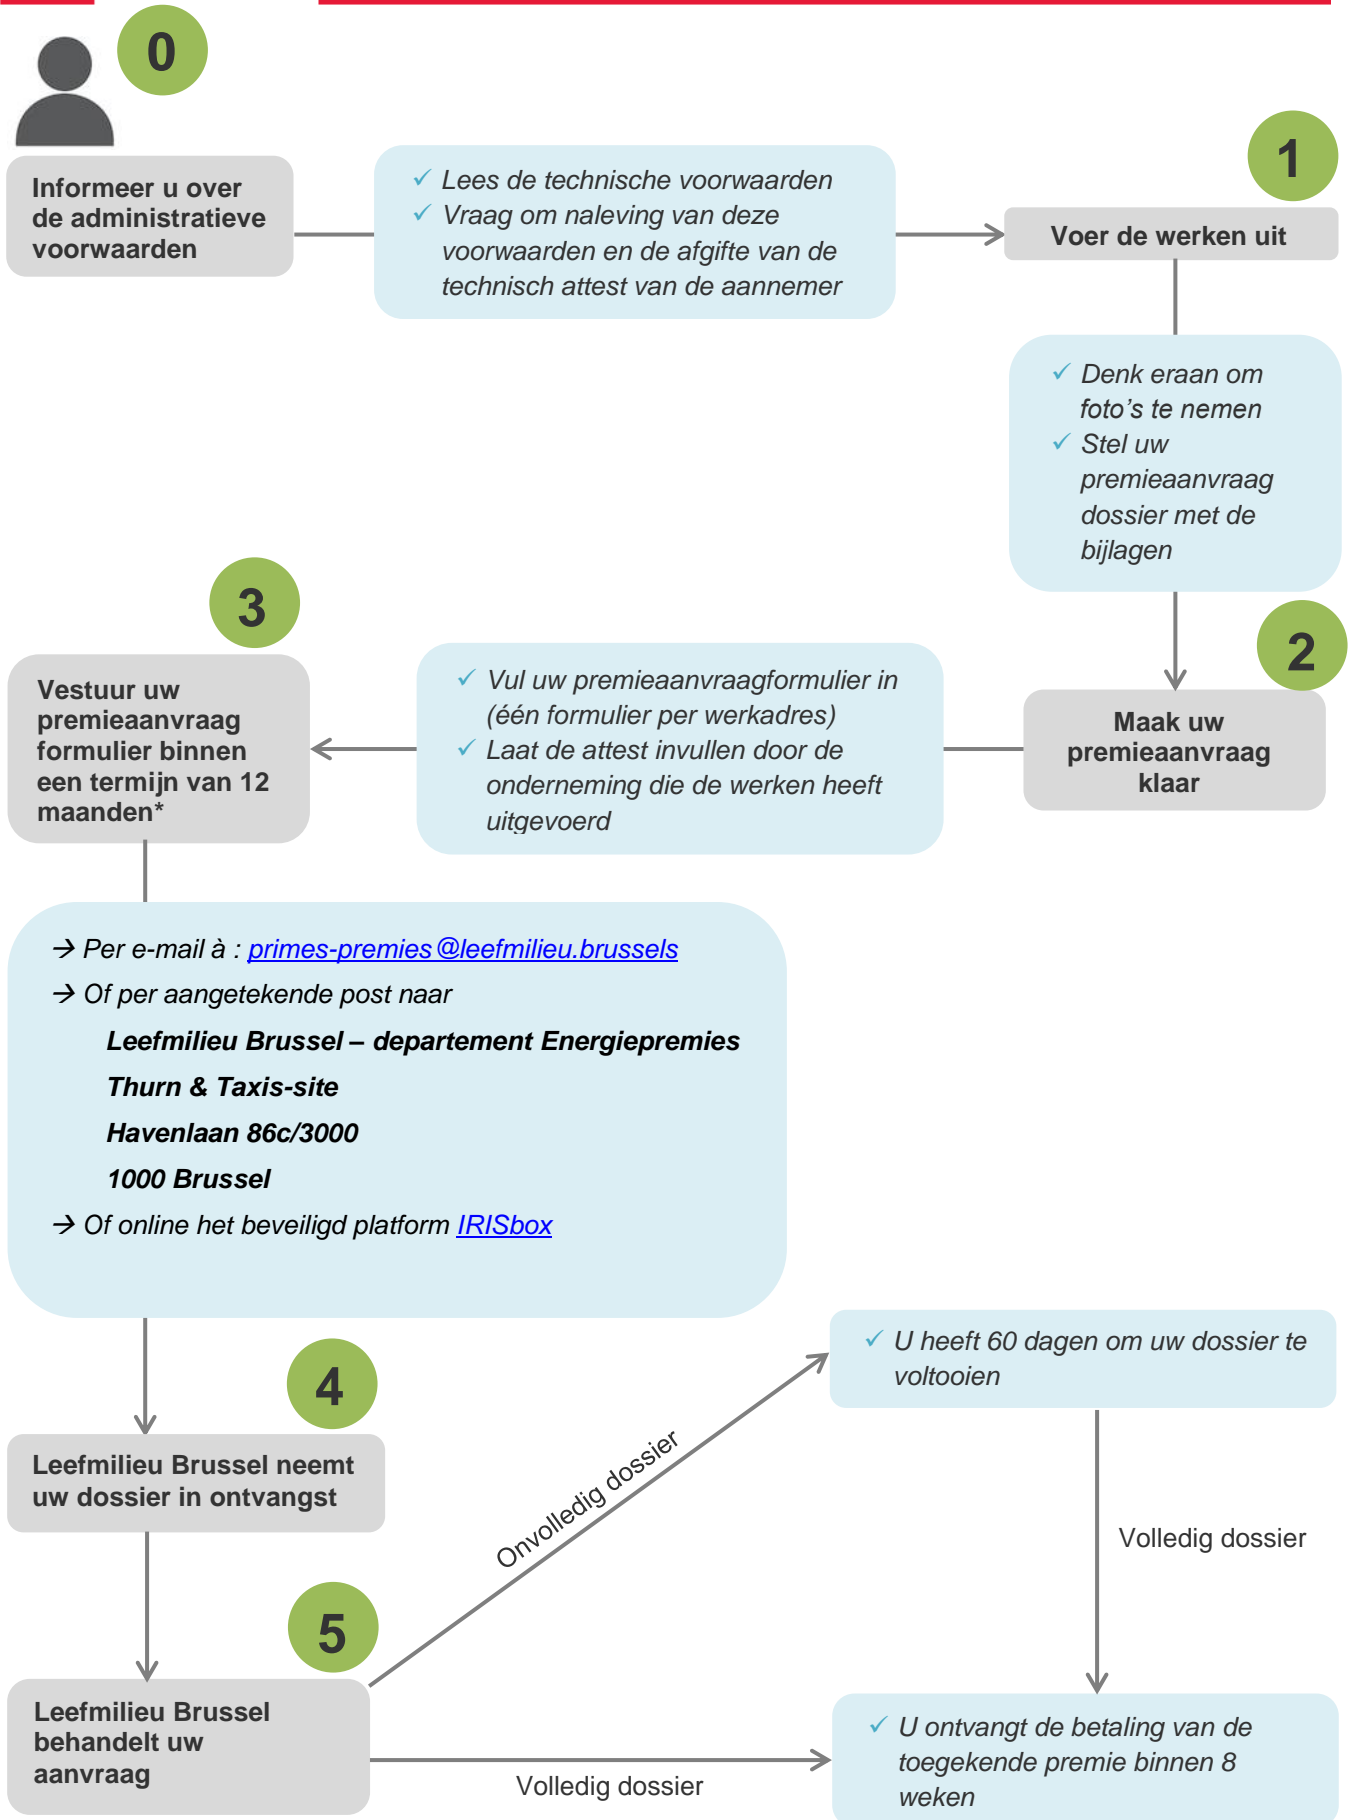 0
Informeer u over
de administratieve
voorwaarden
✓ Lees de technische voorwaarden
✓ Vraag om naleving van deze
voorwaarden en de afgifte van de
technisch attest van de aannemer
1
Voer de werken uit
✓ Denk eraan om
foto’s te nemen
✓ Stel uw
premieaanvraag
dossier met de
bijlagen
2
Maak uw
premieaanvraag
klaar
✓ Vul uw premieaanvraagformulier in
(één formulier per werkadres)
✓ Laat de attest invullen door de
onderneming die de werken heeft
uitgevoerd
3
Vestuur uw
premieaanvraag
formulier binnen
een termijn van 12
maanden*
→ Per e-mail à : primes-premies@leefmilieu.brussels
→ Of per aangetekende post naar
Leefmilieu Brussel – departement Energiepremies
Thurn & Taxis-site
Havenlaan 86c/3000
1000 Brussel
→ Of online het beveiligd platform IRISbox
4
Leefmilieu Brussel neemt
uw dossier in ontvangst
5
Leefmilieu Brussel
behandelt uw
aanvraag
Onvolledig dossier
✓ U heeft 60 dagen om uw dossier te
voltooien
Volledig dossier
Volledig dossier
✓ U ontvangt de betaling van de
toegekende premie binnen 8
weken